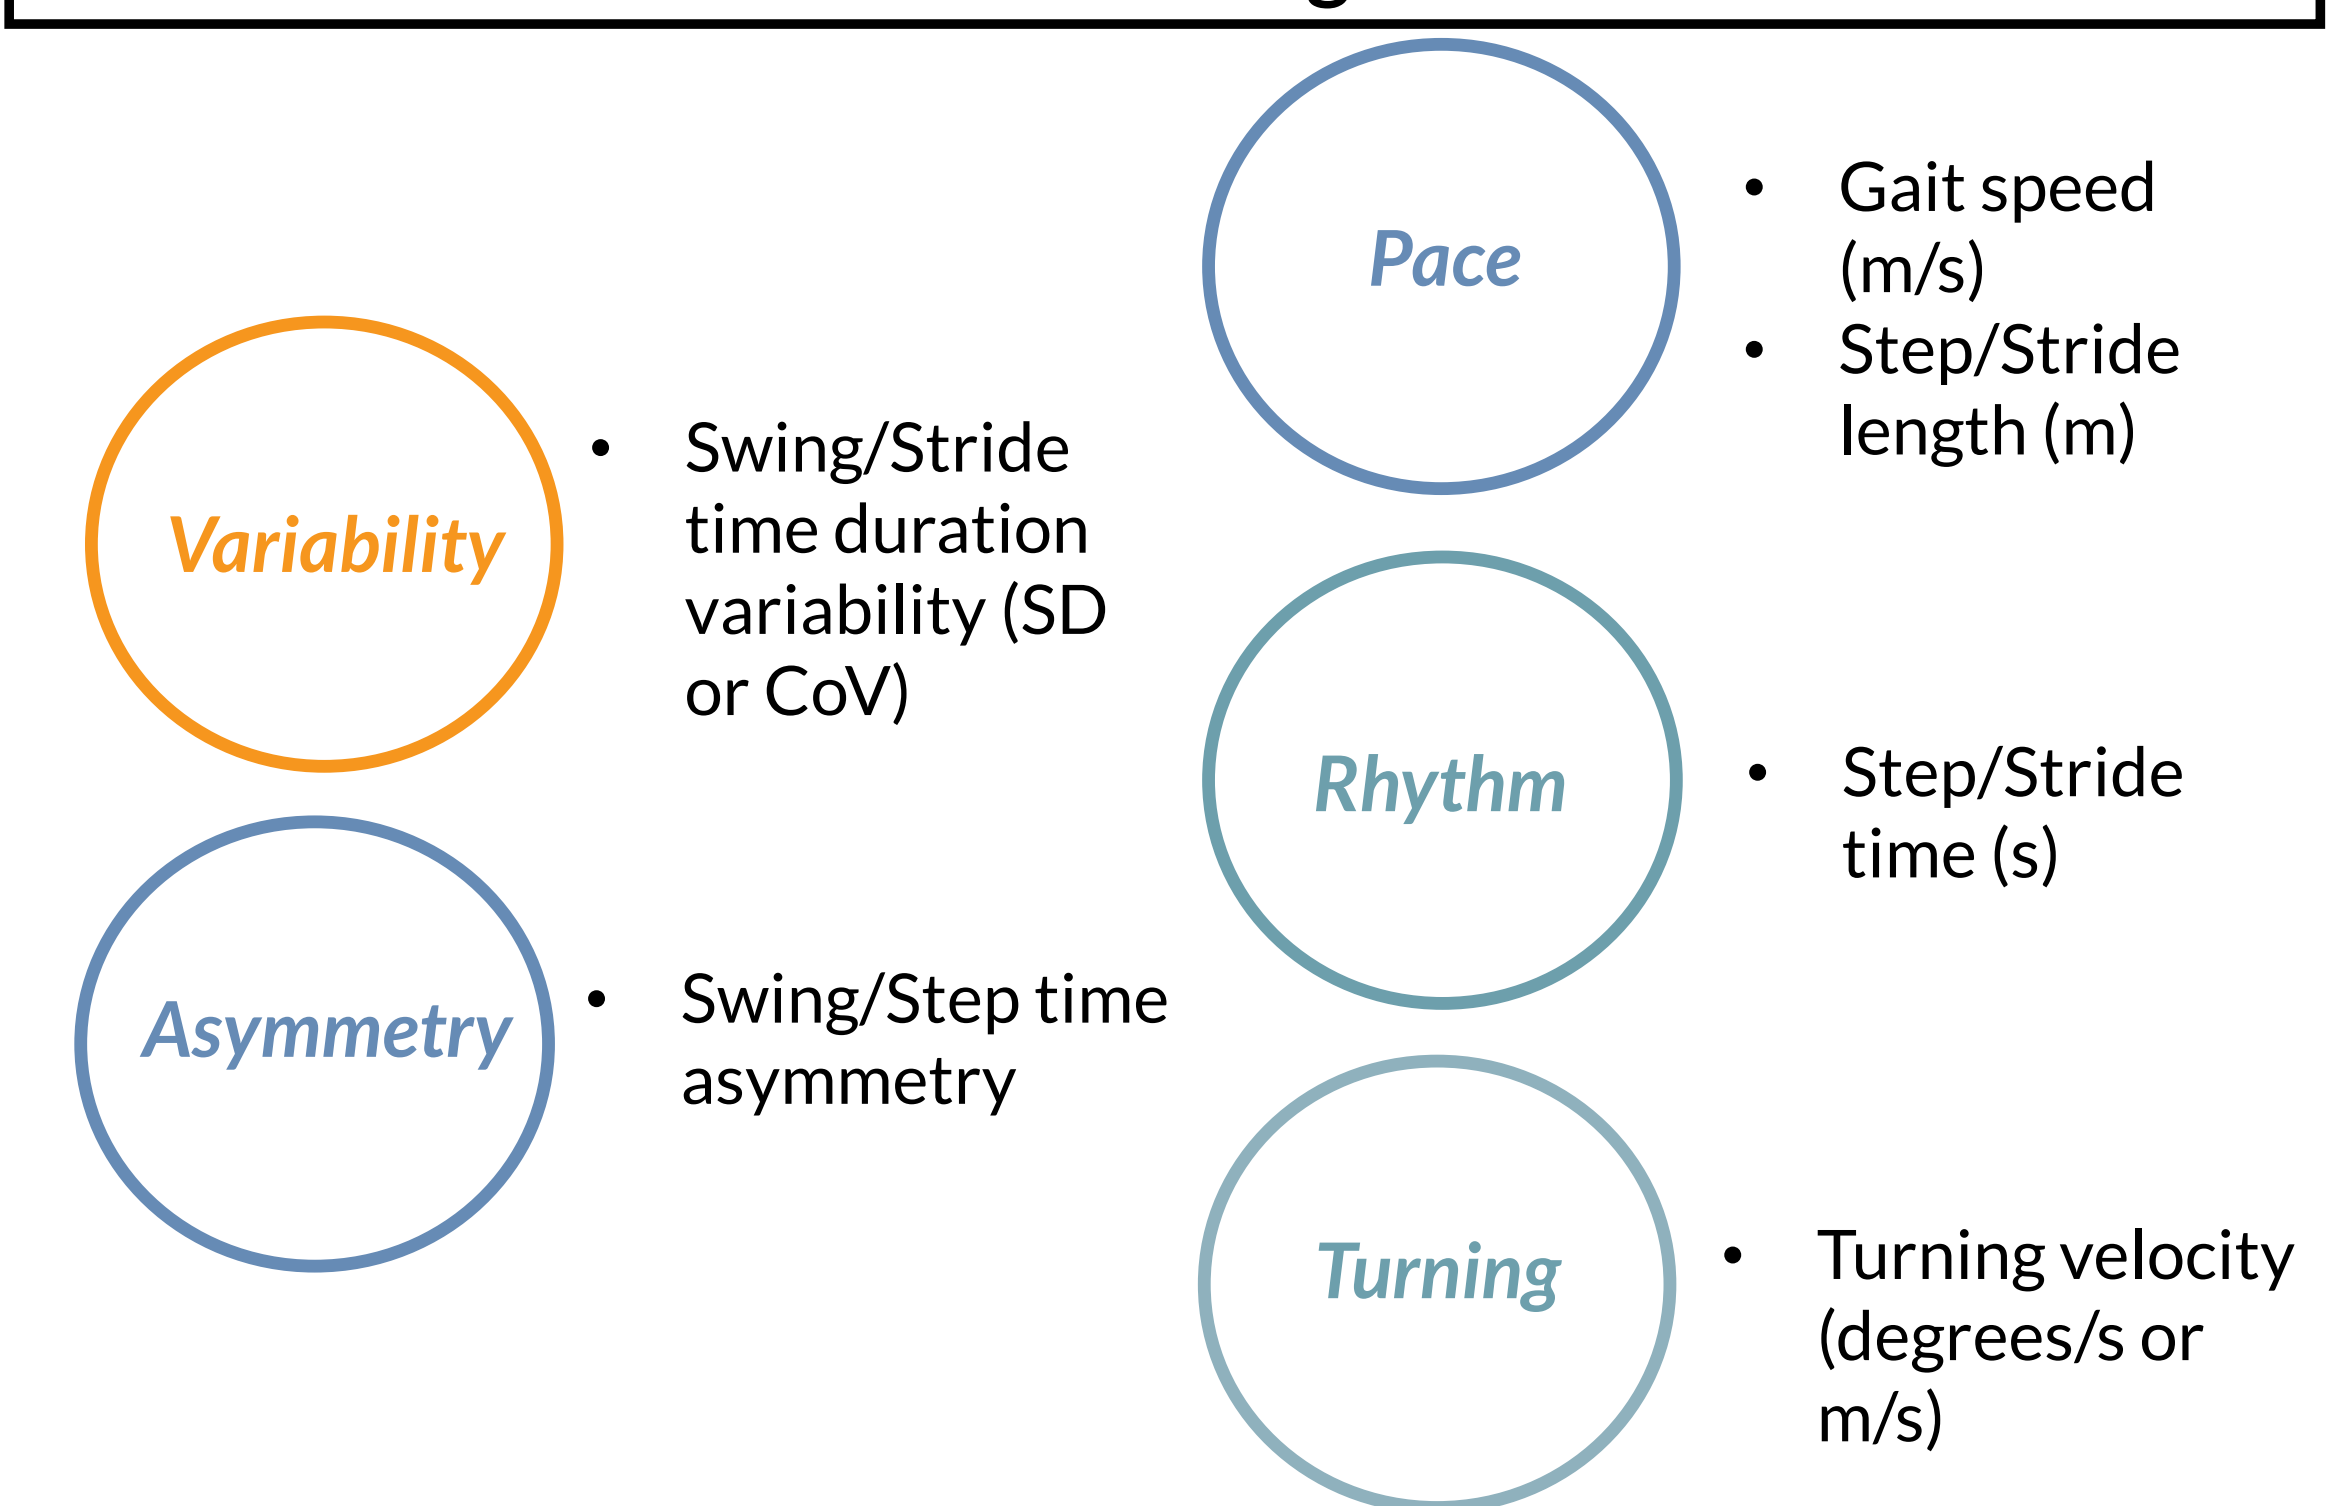 Variability
• Swing/Stride
time duration
variability (SD
or CoV)
Asymmetry
• Swing/Step time
asymmetry
Pace
• Gait speed
(m/s)
• Step/Stride
length (m)
Rhythm
• Step/Stride
time (s)
Turning
• Turning velocity
(degrees/s or
m/s)